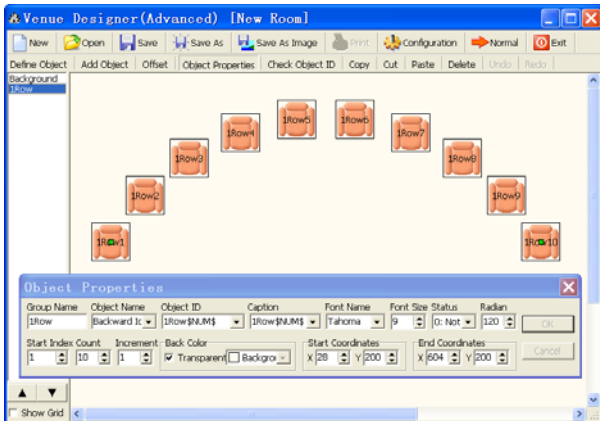 Venue Designer(Advanced) [New Room]
New Open Save Save As Save As Image Print Configuration Normal Exit
Define Object Add Object Offset Object Properties Check Object ID Copy Cut Paste Delete Undo Redo
Background
1Row
1Row5 1Row6
1Row4 1Row7
1Row3 1Row8
1Row2 1Row9
1Row1 1Row10
Object Properties
Group Name Object Name Object ID Caption Font Name Font Size Status Radian
1Row Backward Ic 1Row$NUM$ 1Row$NUM$ Tahoma 9 0: Not 120 OK
Start Index Count Increment Back Color Start Coordinates End Coordinates
1 10 1 Transparent Backgrou X 28 Y 200 X 604 Y 200 Cancel
Show Grid